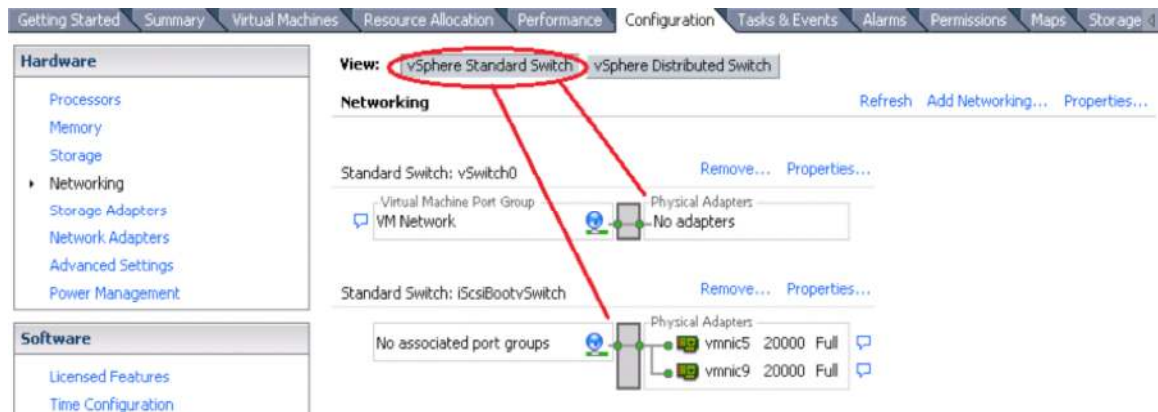 Getting Started Summary Virtual Machines Resource Allocation Performance Configuration Tasks & Events Alarms Permissions Maps Storage
Hardware
Processors
Memory
Storage
Networking
Storage Adapters
Network Adapters
Advanced Settings
Power Management
Software
Licensed Features
Time Configuration
View: vSphere Standard Switch vSphere Distributed Switch
Networking Refresh Add Networking... Properties...
Standard Switch: vSwitch0 Remove... Properties...
Virtual Machine Port Group Physical Adapters
VM Network No adapters
Standard Switch: iScsiBootvSwitch Remove... Properties...
Physical Adapters
No associated port groups vmnic5 20000 Full
vmnic9 20000 Full